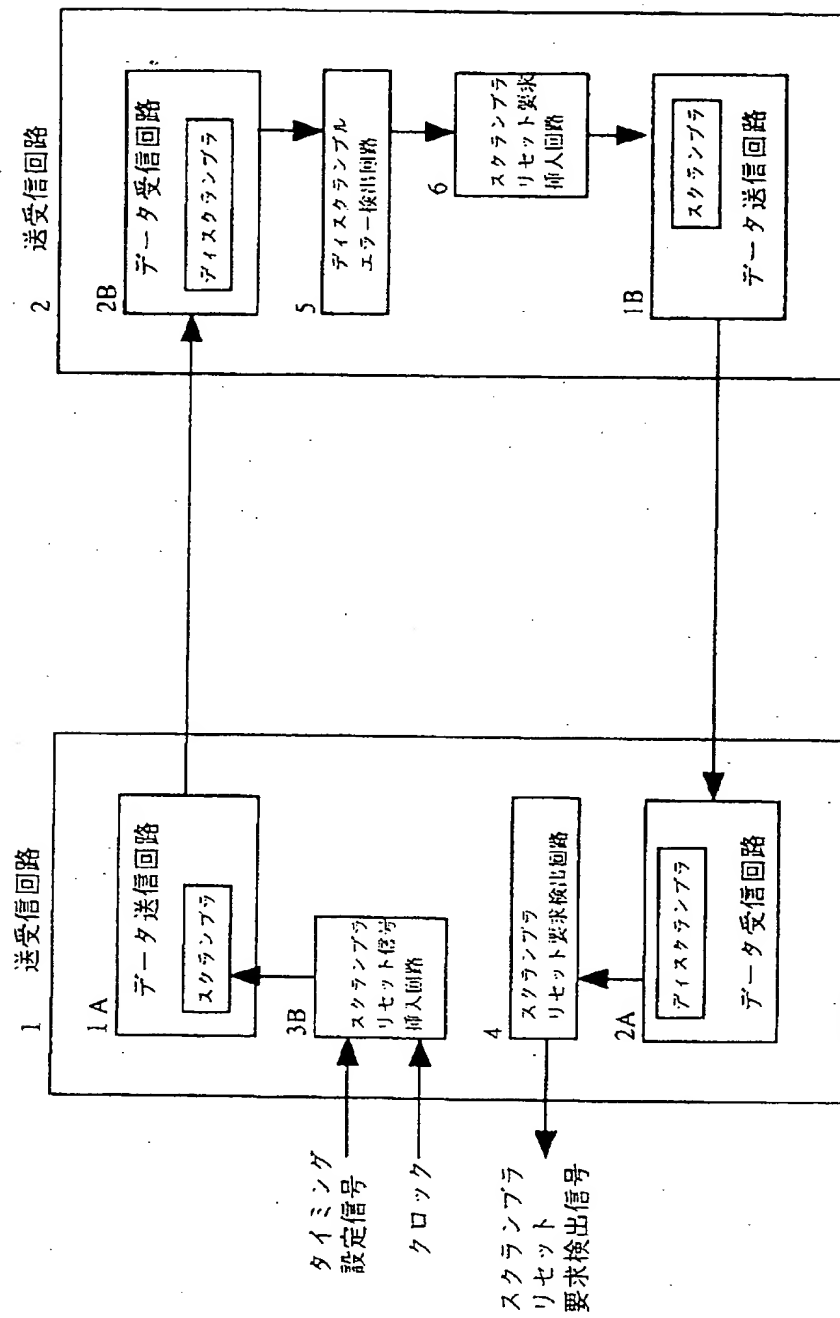 1 送受信回路
1A
データ送信回路
スクランブラ
3B
スクランブラ
リセット信号
挿入回路
タイミング
設定信号
クロック
4
スクランブラ
リセット要求検出回路
スクランブラ
リセット
要求検出信号
2A
ディスクランブラ
データ受信回路
2 送受信回路
2B
データ受信回路
ディスクランブラ
5
ディスクランブル
エラー検出回路
6
スクランブラ
リセット要求
挿入回路
1B
スクランブラ
データ送信回路